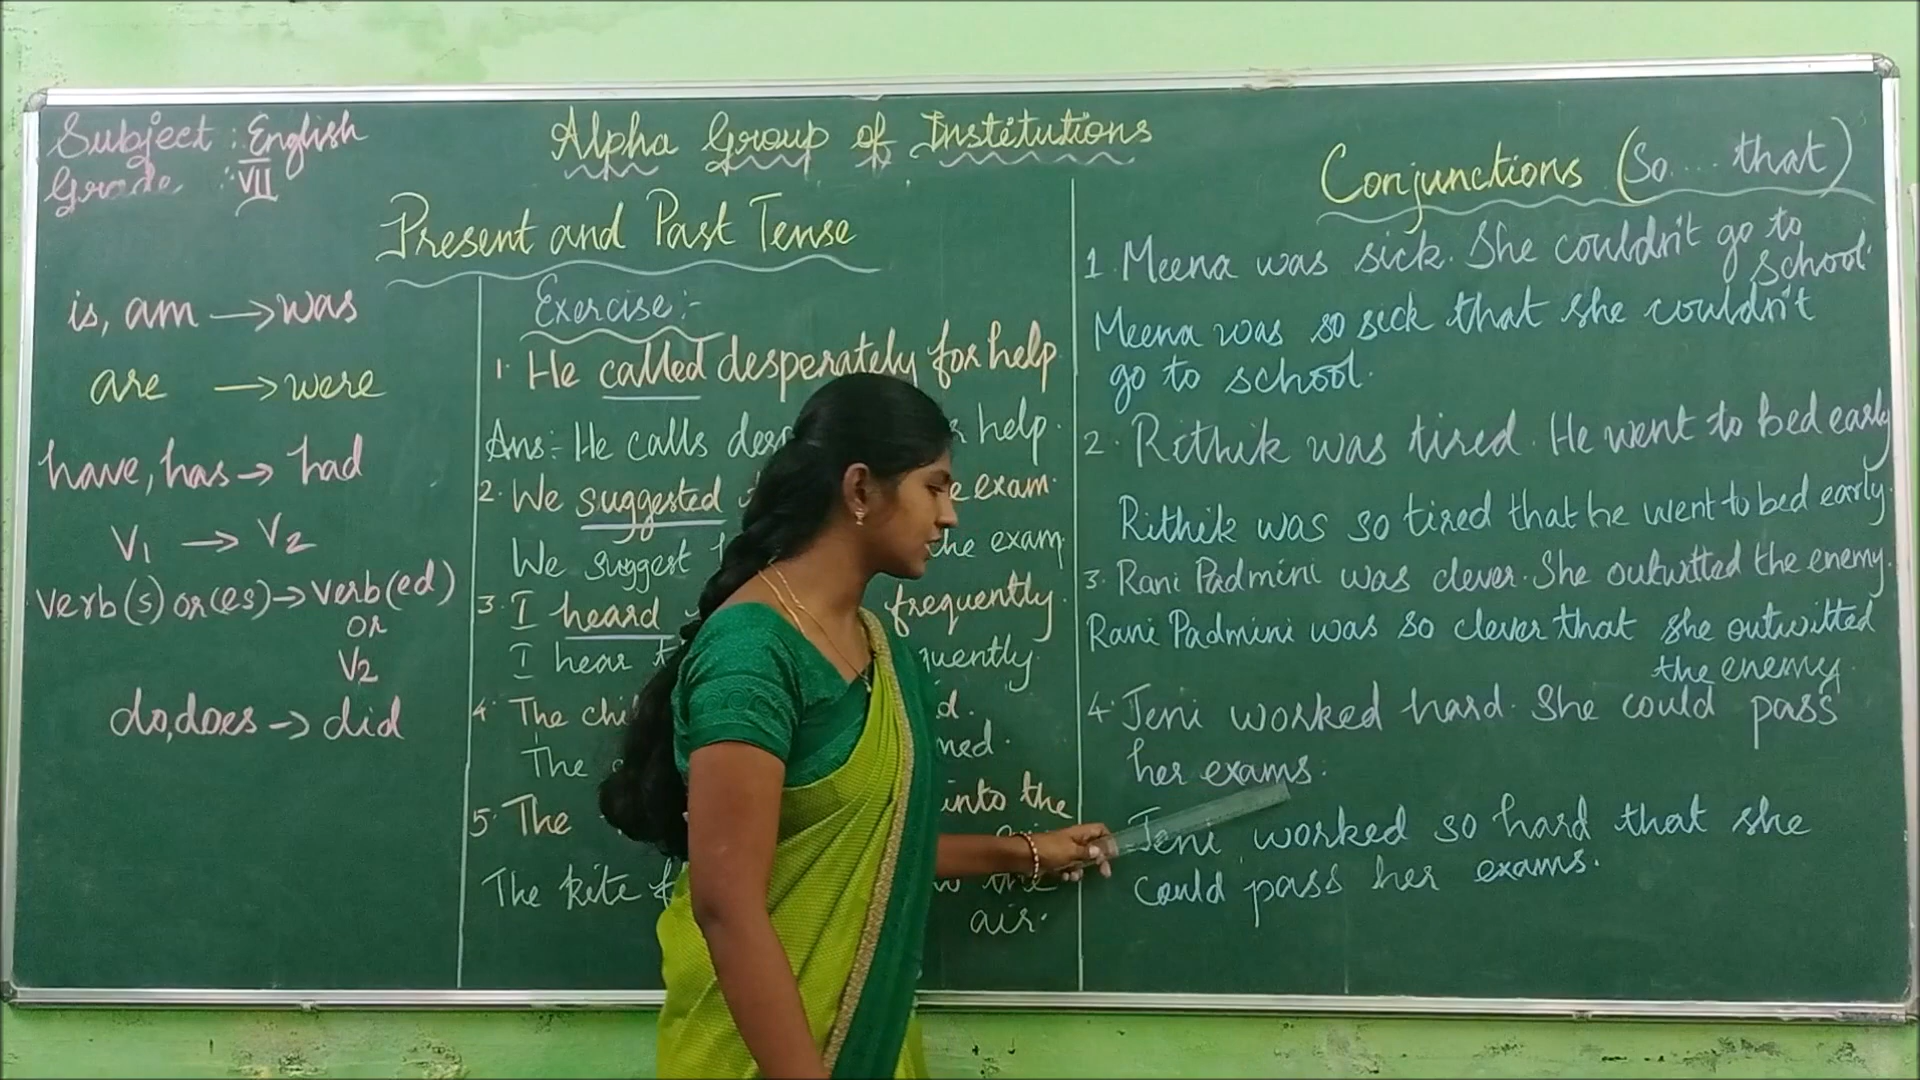 Subject : English
Grade : VII
Alpha Group of Institutions
Present and Past Tense
is, am → was
are → were
have, has → had
V1 → V2
Verb(s) or (es) → verb(ed)
or
V2
do, does → did
Exercise:-
1. He called desperately for help
Ans:- He calls for help.
2. We suggested exam.
We suggest the exam
3. I heard frequently.
I hear
4. The
The
5. The into the
The kite the
air.
Conjunctions (So... that)
1. Meena was sick. She couldn't go to
school.
Meena was so sick that she couldn't
go to school.
2. Rithik was tired. He went to bed early
Rithik was so tired that he went to bed early.
3. Rani Padmini was clever. She outwitted the enemy.
Rani Padmini was so clever that she outwitted
the enemy.
4. Jeni worked hard. She could pass
her exams.
Jeni worked so hard that she
could pass her exams.